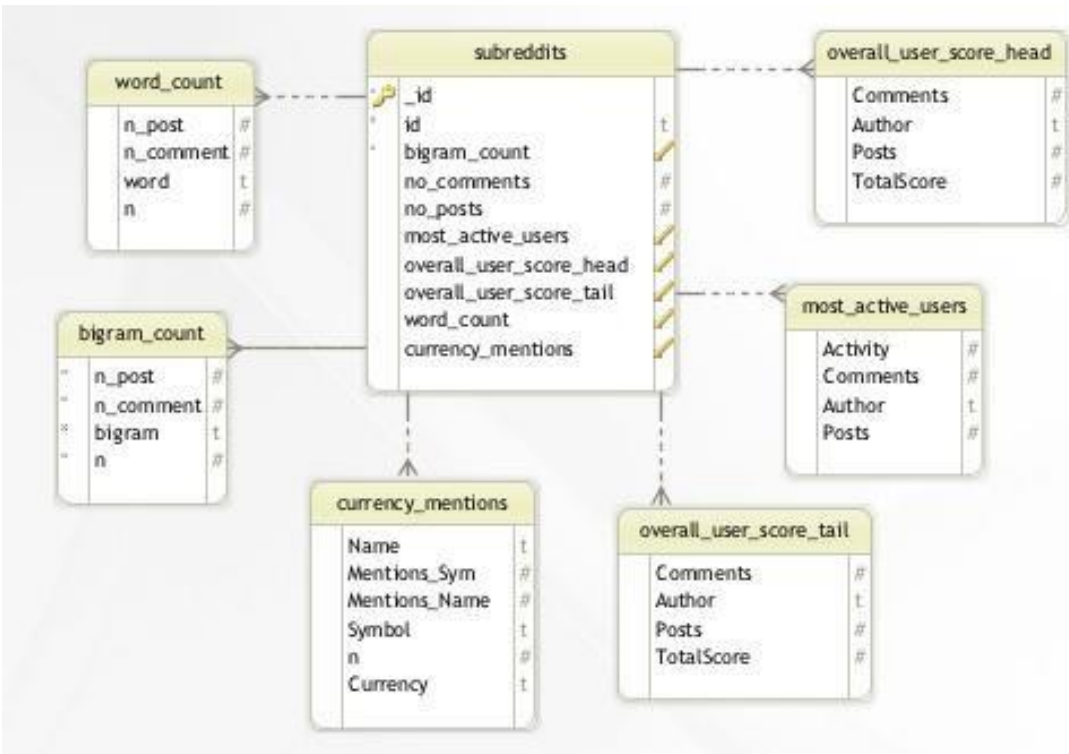 word_count
n_post #
n_comment #
word t
n #
subreddits
_id
id t
bigram_count
no_comments #
no_posts #
most_active_users
overall_user_score_head
overall_user_score_tail
word_count
currency_mentions
overall_user_score_head
Comments #
Author t
Posts #
TotalScore #
bigram_count
n_post #
n_comment #
bigram t
n #
most_active_users
Activity #
Comments #
Author t
Posts #
currency_mentions
Name t
Mentions_Sym #
Mentions_Name #
Symbol t
n #
Currency t
overall_user_score_tail
Comments #
Author t
Posts #
TotalScore #